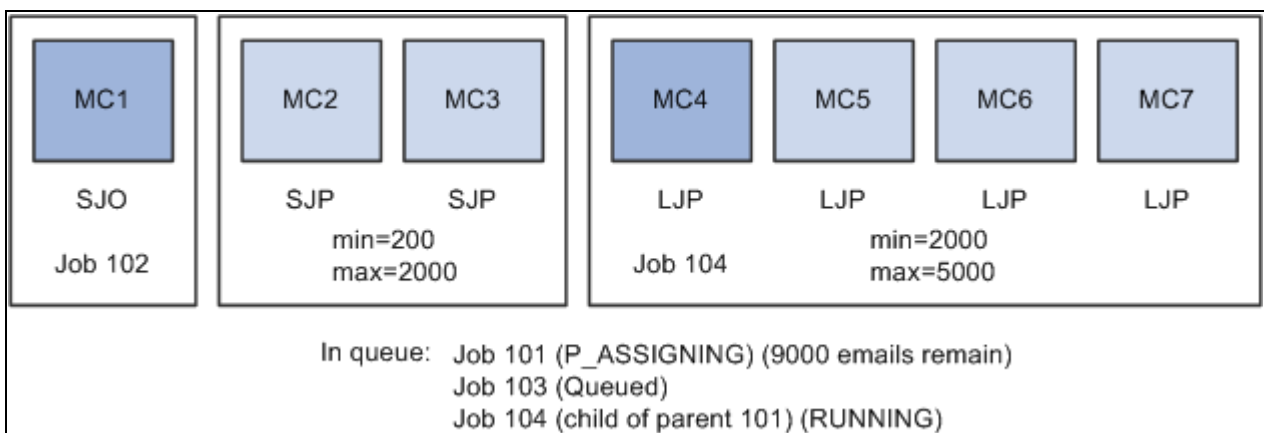 MC1 MC2 MC3 MC4 MC5 MC6 MC7
SJO SJP SJP LJP LJP LJP LJP
Job 102
min=200
max=2000
Job 104
min=2000
max=5000
In queue: Job 101 (P_ASSIGNING) (9000 emails remain)
Job 103 (Queued)
Job 104 (child of parent 101) (RUNNING)